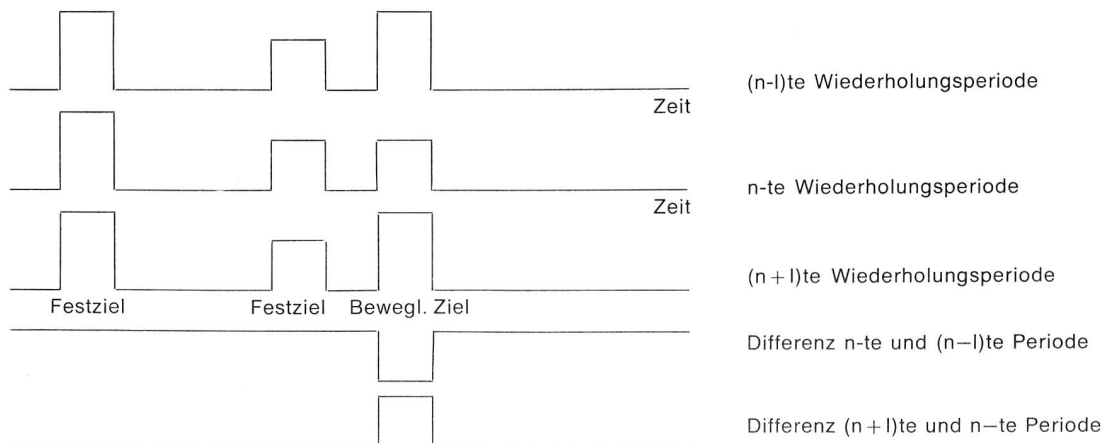 (n-l)te Wiederholungsperiode
Zeit
n-te Wiederholungsperiode
Zeit
(n+l)te Wiederholungsperiode
Festziel Festziel Bewegl. Ziel
Differenz n-te und (n–l)te Periode
Differenz (n+l)te und n–te Periode